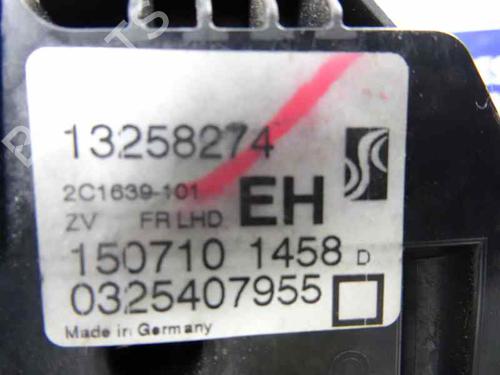 13258274
2C1639-101
EH
ZV FR LHD
150710 1458 D
0325407955
Made in Germany